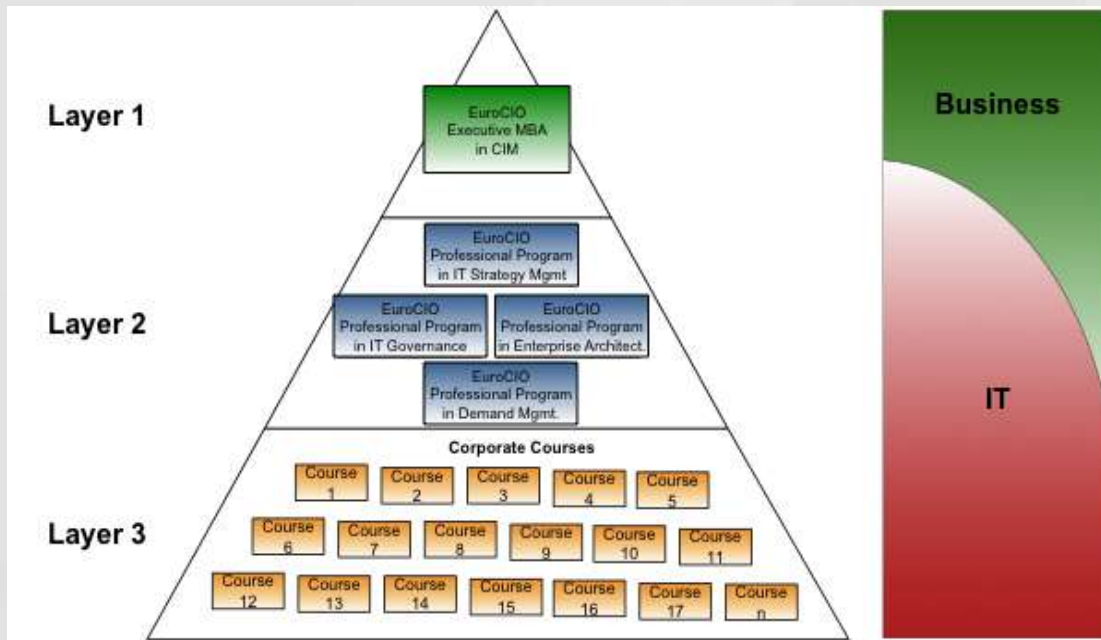 Layer 1
EuroCIO
Executive MBA
in CIM
Business
EuroCIO
Professional Program
in IT Strategy Mgmt
Layer 2
EuroCIO
Professional Program
in IT Governance
EuroCIO
Professional Program
in Enterprise Architect.
EuroCIO
Professional Program
in Demand Mgmt.
IT
Corporate Courses
Layer 3
Course
1
Course
2
Course
3
Course
4
Course
5
Course
6
Course
7
Course
8
Course
9
Course
10
Course
11
Course
12
Course
13
Course
14
Course
15
Course
16
Course
17
Course
n